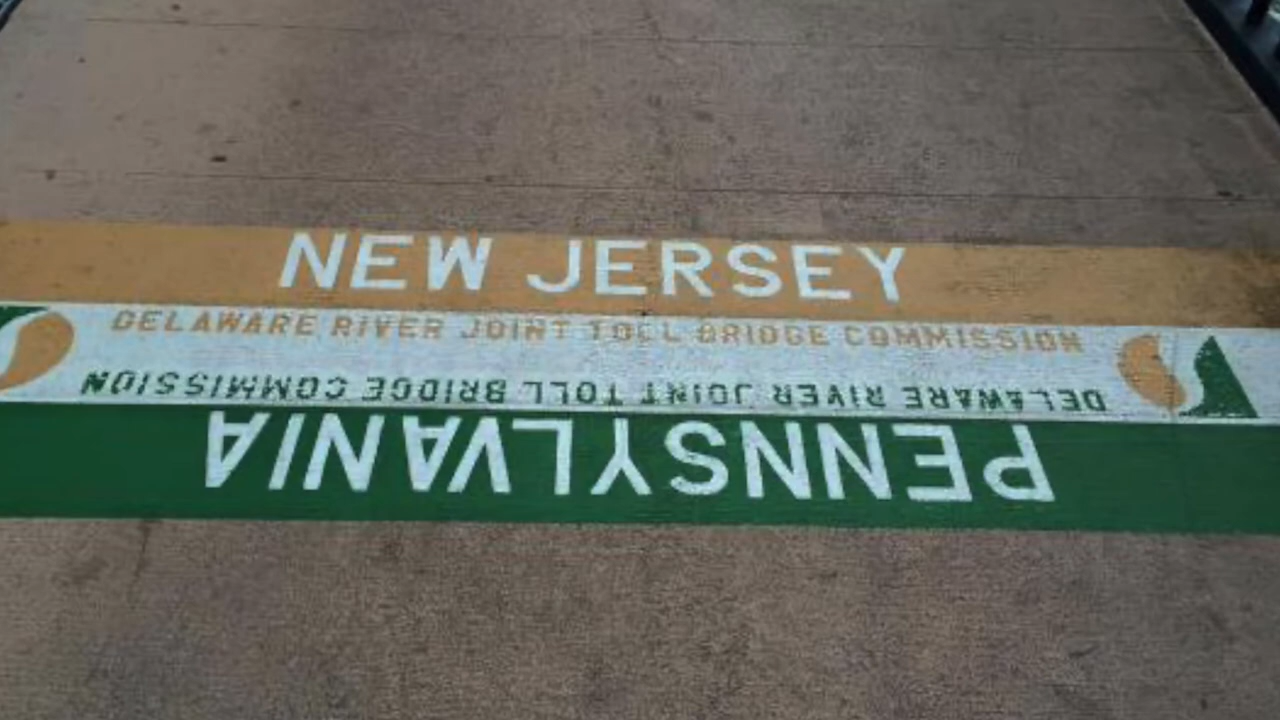 NEW JERSEY
DELAWARE RIVER JOINT TOLL BRIDGE COMMISSION
DELAWARE RIVER JOINT TOLL BRIDGE COMMISSION
PENNSYLVANIA